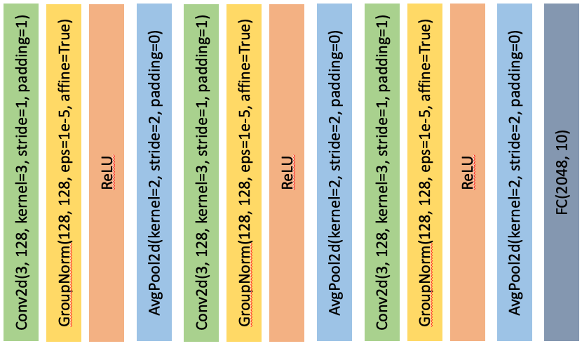 Conv2d(3, 128, kernel=3, stride=1, padding=1)
GroupNorm(128, 128, eps=1e-5, affine=True)
ReLU
AvgPool2d(kernel=2, stride=2, padding=0)
Conv2d(3, 128, kernel=3, stride=1, padding=1)
GroupNorm(128, 128, eps=1e-5, affine=True)
ReLU
AvgPool2d(kernel=2, stride=2, padding=0)
Conv2d(3, 128, kernel=3, stride=1, padding=1)
GroupNorm(128, 128, eps=1e-5, affine=True)
ReLU
AvgPool2d(kernel=2, stride=2, padding=0)
FC(2048, 10)